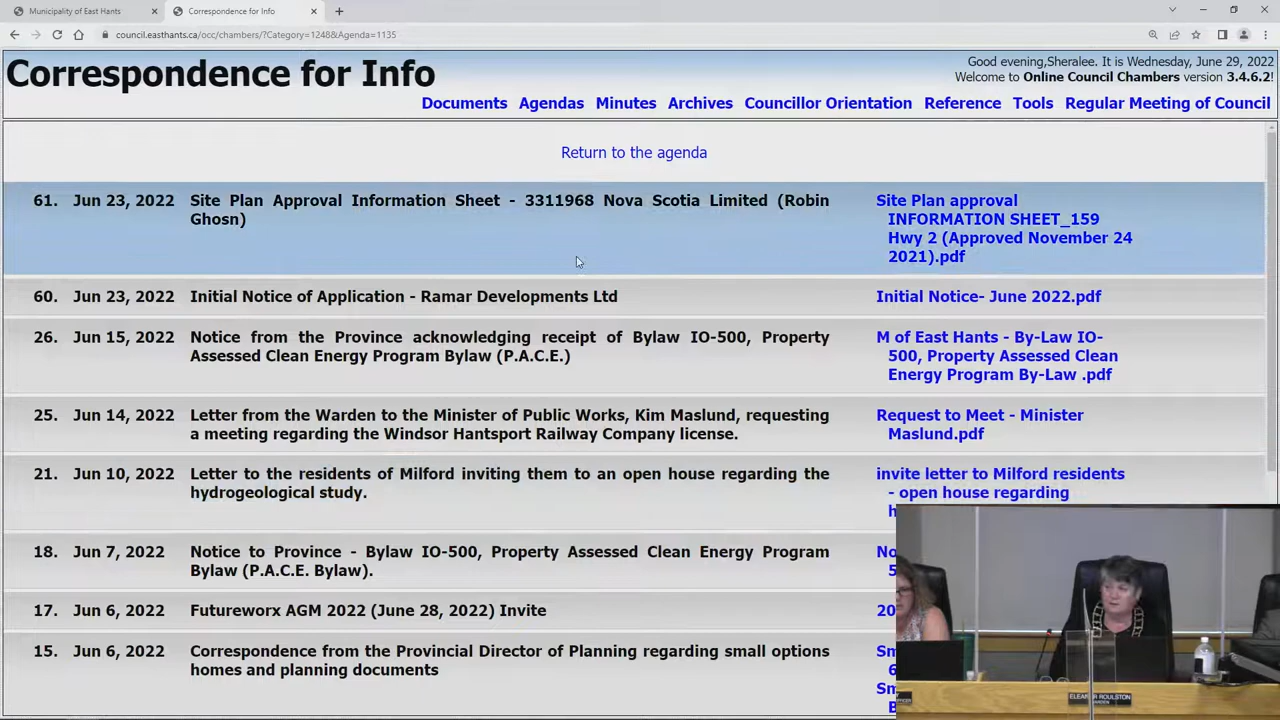 Municipality of East Hants
Correspondence for Info
council.easthants.ca/occ/chambers/?Category=1248&Agenda=1135
Correspondence for Info
Good evening,Sheralee. It is Wednesday, June 29, 2022
Welcome to Online Council Chambers version 3.4.6.2!
Documents Agendas Minutes Archives Councillor Orientation Reference Tools Regular Meeting of Council
Return to the agenda
61. Jun 23, 2022 Site Plan Approval Information Sheet - 3311968 Nova Scotia Limited (Robin
Ghosn)
Site Plan approval
INFORMATION SHEET_159
Hwy 2 (Approved November 24
2021).pdf
60. Jun 23, 2022 Initial Notice of Application - Ramar Developments Ltd
Initial Notice- June 2022.pdf
26. Jun 15, 2022 Notice from the Province acknowledging receipt of Bylaw IO-500, Property
Assessed Clean Energy Program Bylaw (P.A.C.E.)
M of East Hants - By-Law IO-
500, Property Assessed Clean
Energy Program By-Law .pdf
25. Jun 14, 2022 Letter from the Warden to the Minister of Public Works, Kim Maslund, requesting
a meeting regarding the Windsor Hantsport Railway Company license.
Request to Meet - Minister
Maslund.pdf
21. Jun 10, 2022 Letter to the residents of Milford inviting them to an open house regarding the
hydrogeological study.
invite letter to Milford residents
- open house regarding
18. Jun 7, 2022 Notice to Province - Bylaw IO-500, Property Assessed Clean Energy Program
Bylaw (P.A.C.E. Bylaw).
17. Jun 6, 2022 Futureworx AGM 2022 (June 28, 2022) Invite
20
15. Jun 6, 2022 Correspondence from the Provincial Director of Planning regarding small options
homes and planning documents
Sm
6
Sm
ELEANOR ROULSTON
WARDEN